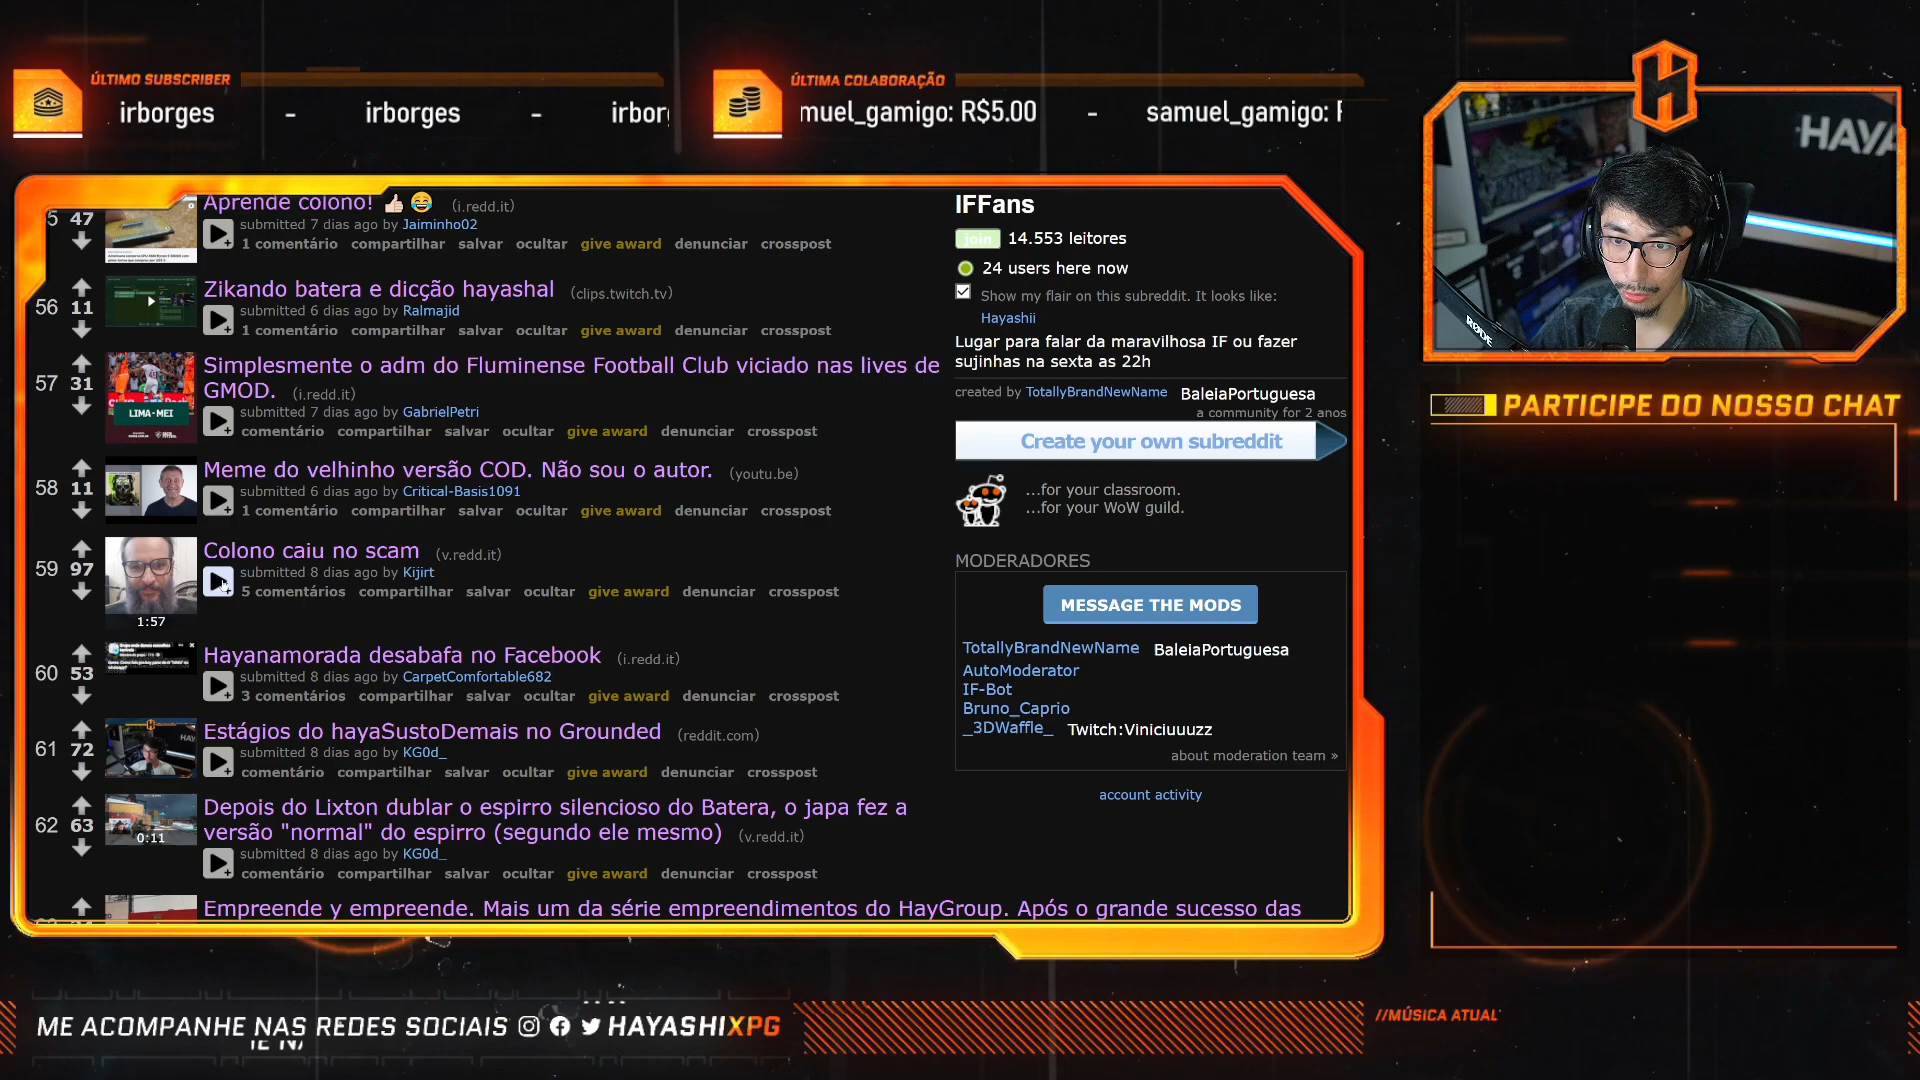 ÚLTIMO SUBSCRIBER
irborges - irborges - irbor
ÚLTIMA COLABORAÇÃO
muel_gamigo: R$5.00 - samuel_gamigo: R
HAYA
RØDE
5 47
Aprende colono! 👍😂 (i.redd.it)
submitted 7 dias ago by Jaiminho02
1 comentário compartilhar salvar ocultar give award denunciar crosspost
56 11
Zikando batera e dicção hayashal (clips.twitch.tv)
submitted 6 dias ago by Ralmajid
1 comentário compartilhar salvar ocultar give award denunciar crosspost
57 31
LIMA-MEI
Simplesmente o adm do Fluminense Football Club viciado nas lives de
GMOD. (i.redd.it)
submitted 7 dias ago by GabrielPetri
comentário compartilhar salvar ocultar give award denunciar crosspost
58 11
Meme do velhinho versão COD. Não sou o autor. (youtu.be)
submitted 6 dias ago by Critical-Basis1091
1 comentário compartilhar salvar ocultar give award denunciar crosspost
59 97
1:57
Colono caiu no scam (v.redd.it)
submitted 8 dias ago by Kijirt
5 comentários compartilhar salvar ocultar give award denunciar crosspost
60 53
Hayanamorada desabafa no Facebook (i.redd.it)
submitted 8 dias ago by CarpetComfortable682
3 comentários compartilhar salvar ocultar give award denunciar crosspost
61 72
Estágios do hayaSustoDemais no Grounded (reddit.com)
submitted 8 dias ago by KG0d_
comentário compartilhar salvar ocultar give award denunciar crosspost
62 63
0:11
Depois do Lixton dublar o espirro silencioso do Batera, o japa fez a
versão "normal" do espirro (segundo ele mesmo) (v.redd.it)
submitted 8 dias ago by KG0d_
comentário compartilhar salvar ocultar give award denunciar crosspost
Empreende y empreende. Mais um da série empreendimentos do HayGroup. Após o grande sucesso das
IFFans
join 14.553 leitores
24 users here now
Show my flair on this subreddit. It looks like:
Hayashii
Lugar para falar da maravilhosa IF ou fazer
sujinhas na sexta as 22h
created by TotallyBrandNewName BaleiaPortuguesa
a community for 2 anos
Create your own subreddit
...for your classroom.
...for your WoW guild.
MODERADORES
MESSAGE THE MODS
TotallyBrandNewName BaleiaPortuguesa
AutoModerator
IF-Bot
Bruno_Caprio
_3DWaffle_ Twitch:Viniciuuuzz
about moderation team »
account activity
PARTICIPE DO NOSSO CHAT
ME ACOMPANHE NAS REDES SOCIAIS HAYASHIXPG
//MÚSICA ATUAL